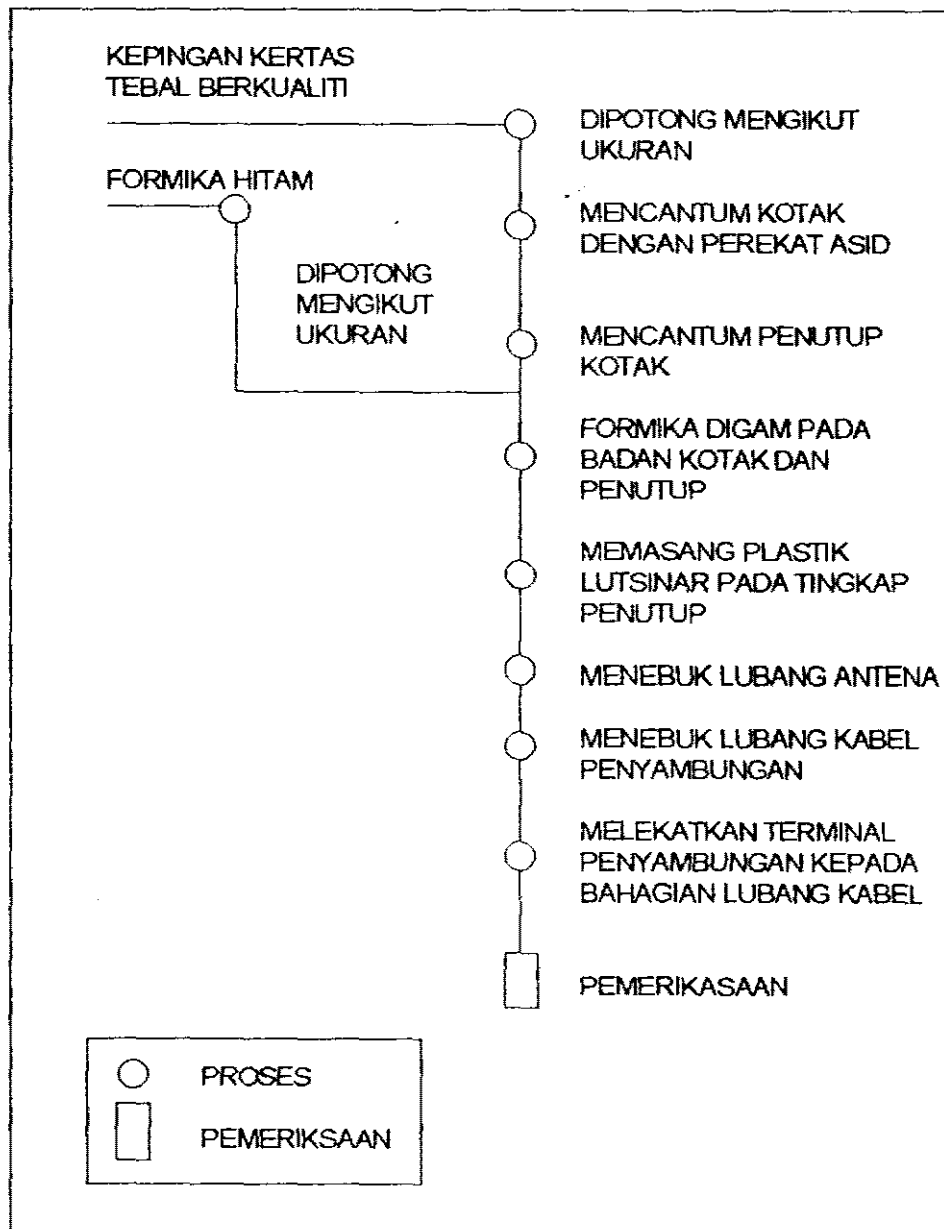 KEPINGAN KERTAS
TEBAL BERKUALITI
DIPOTONG MENGIKUT
UKURAN
FORMIKA HITAM
MENCANTUM KOTAK
DENGAN PEREKAT ASID
DIPOTONG
MENGIKUT
UKURAN
MENCANTUM PENUTUP
KOTAK
FORMIKA DIGAM PADA
BADAN KOTAK DAN
PENUTUP
MEMASANG PLASTIK
LUTSINAR PADA TINGKAP
PENUTUP
MENEBUK LUBANG ANTENA
MENEBUK LUBANG KABEL
PENYAMBUNGAN
MELEKATKAN TERMINAL
PENYAMBUNGAN KEPADA
BAHAGIAN LUBANG KABEL
PEMERIKASAAN
PROSES
PEMERIKSAAN